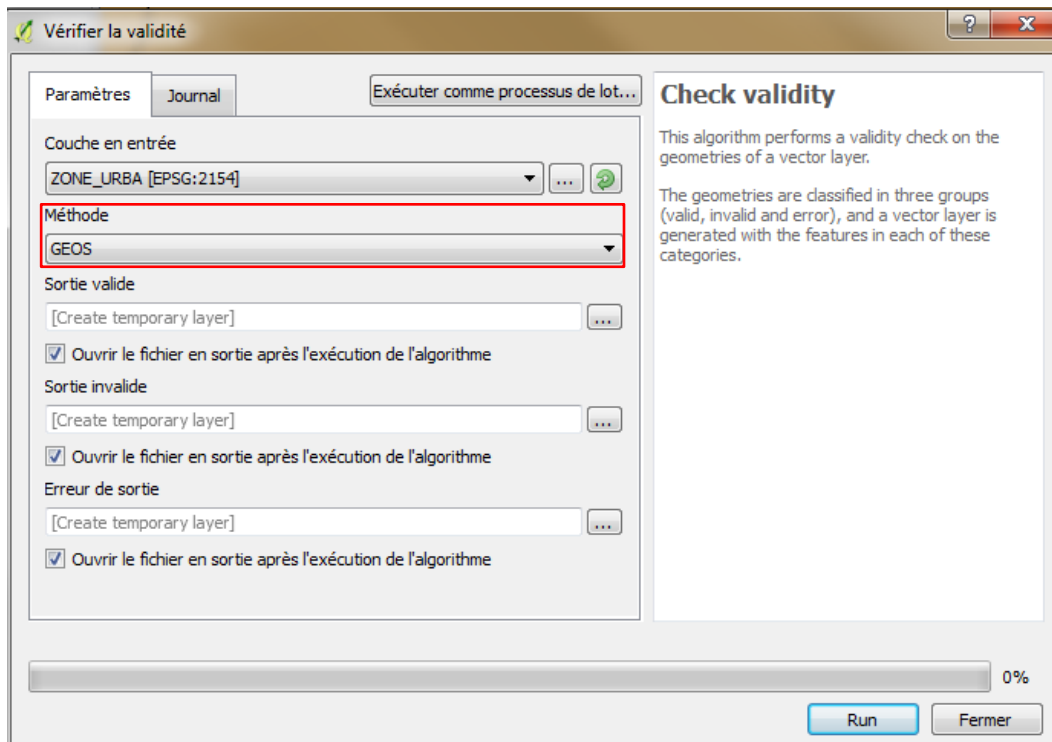 Vérifier la validité
Paramètres
Journal
Exécuter comme processus de lot...
Couche en entrée
ZONE_URBA [EPSG:2154]
...
Méthode
GEOS
Sortie valide
[Create temporary layer]
...
Ouvrir le fichier en sortie après l'exécution de l'algorithme
Sortie invalide
[Create temporary layer]
...
Ouvrir le fichier en sortie après l'exécution de l'algorithme
Erreur de sortie
[Create temporary layer]
...
Ouvrir le fichier en sortie après l'exécution de l'algorithme
Check validity
This algorithm performs a validity check on the
geometries of a vector layer.
The geometries are classified in three groups
(valid, invalid and error), and a vector layer is
generated with the features in each of these
categories.
0%
Run
Fermer